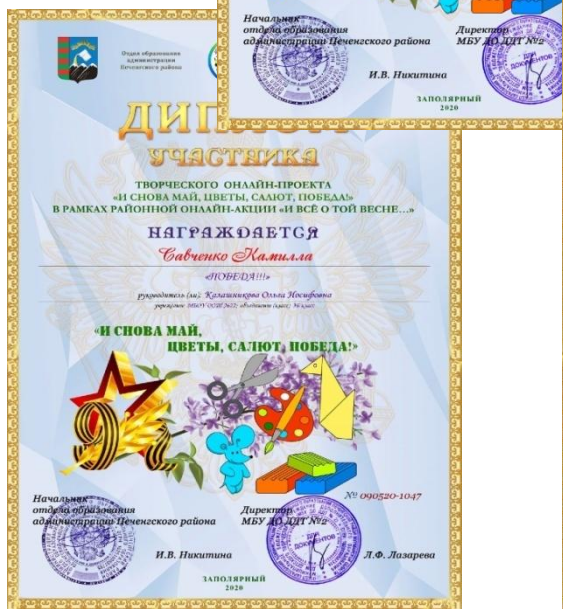 Начальник
отдела образования
администрации Печенгского района
Директор
МБУ ДО ДДТ №2
И.В. Никитина
ЗАПОЛЯРНЫЙ
2020
Отдел образования
администрации
Печенгского района
УЧАСТНИКА
ТВОРЧЕСКОГО ОНЛАЙН-ПРОЕКТА
«И СНОВА МАЙ, ЦВЕТЫ, САЛЮТ, ПОБЕДА!»
В РАМКАХ РАЙОННОЙ ОНЛАЙН-АКЦИИ «И ВСЁ О ТОЙ ВЕСНЕ...»
НАГРАЖДАЕТСЯ
Савченко Камилла
«ПОБЕДА!!!»
руководитель (ли): Калашникова Ольга Иосифовна
«И СНОВА МАЙ,
ЦВЕТЫ, САЛЮТ, ПОБЕДА!»
№ 090520-1047
Начальник
отдела образования
администрации Печенгского района
Директор
МБУ ДО ДДТ №2
И.В. Никитина
Л.Ф. Лазарева
ЗАПОЛЯРНЫЙ
2020